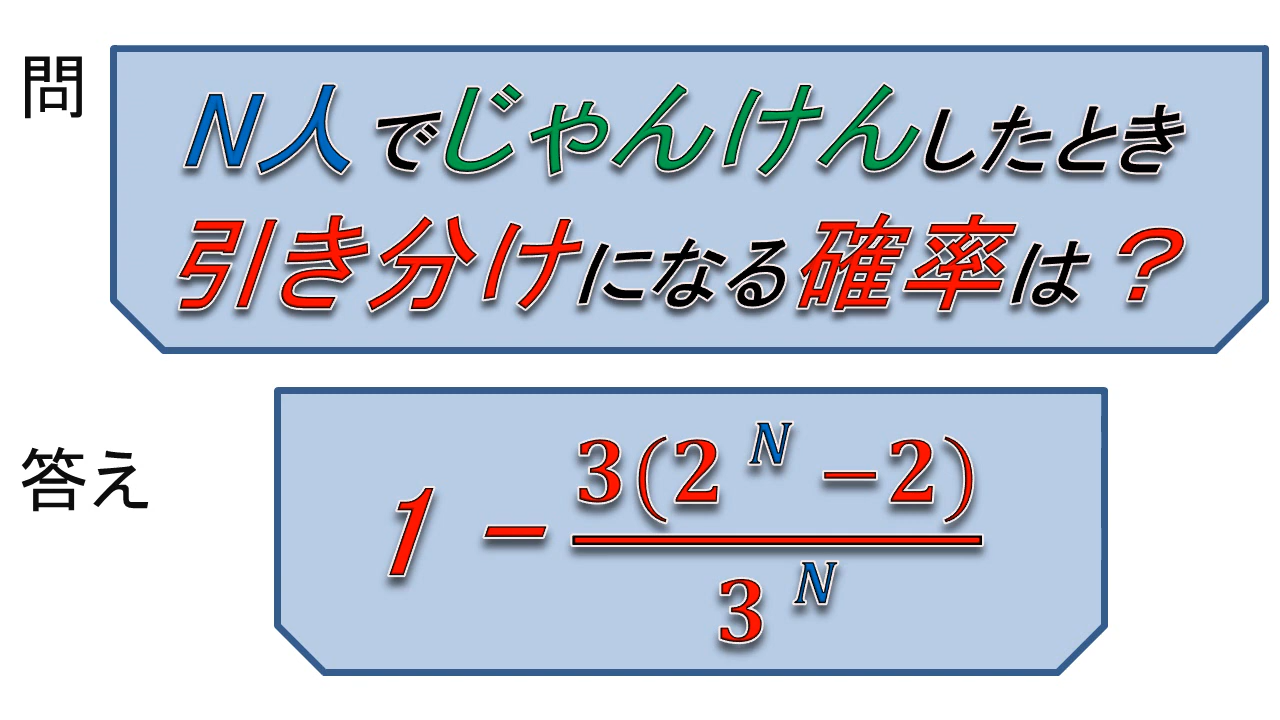 問
N人でじゃんけんしたとき
引き分けになる確率は?
答え
1 - 3(2^N - 2) / 3^N